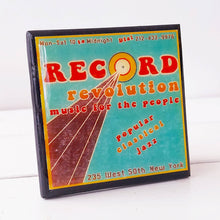 RECORD
revolution
music for the people
popular
classical
jazz
235 West 50th New York